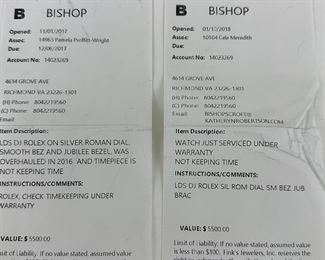 B BISHOP
Opened: 11/01/2017
Assoc: 14963 Pamela Proffitt-Wright
Due: 12/06/2017
Account No: 14023269
4614 GROVE AVE
RICHMOND VA 23226-1301
(H) Phone: 8042219560
(C) Phone: 8042219560
Email
Item Description:
LDS DJ ROLEX ON SILVER ROMAN DIAL,
SMOOTH BEZ AND JUBILEE BEZEL, WAS
OVERHAULED IN 2016 AND TIMEPIECE IS
NOT KEEPING TIME
INSTRUCTIONS/COMMENTS:
ROLEX, CHECK TIMEKEEPING UNDER
WARRANTY
VALUE: $ 5500.00
Limit of Liability: If no value stated, assumed value
B BISHOP
Opened: 01/10/2018
Assoc: 10104 Cale Meredith
Due:
Account No: 14023269
4614 GROVE AVE
RICHMOND VA 23226-1301
(H) Phone: 8042219560
(C) Phone: 8042219560
Email: BISHOPSCROFT@
KATHERYNROBERTSON.COM
Item Description:
WATCH JUST SERVICED UNDER
WARRANTY
NOT KEEPING TIME
INSTRUCTIONS/COMMENTS:
LDS DJ ROLEX SIL ROM DIAL SM BEZ JUB
BRAC
VALUE: $ 5500.00
Limit of Liability: If no value stated, assumed value
is less than $100. Fink's Jewelers, Inc. reserves the